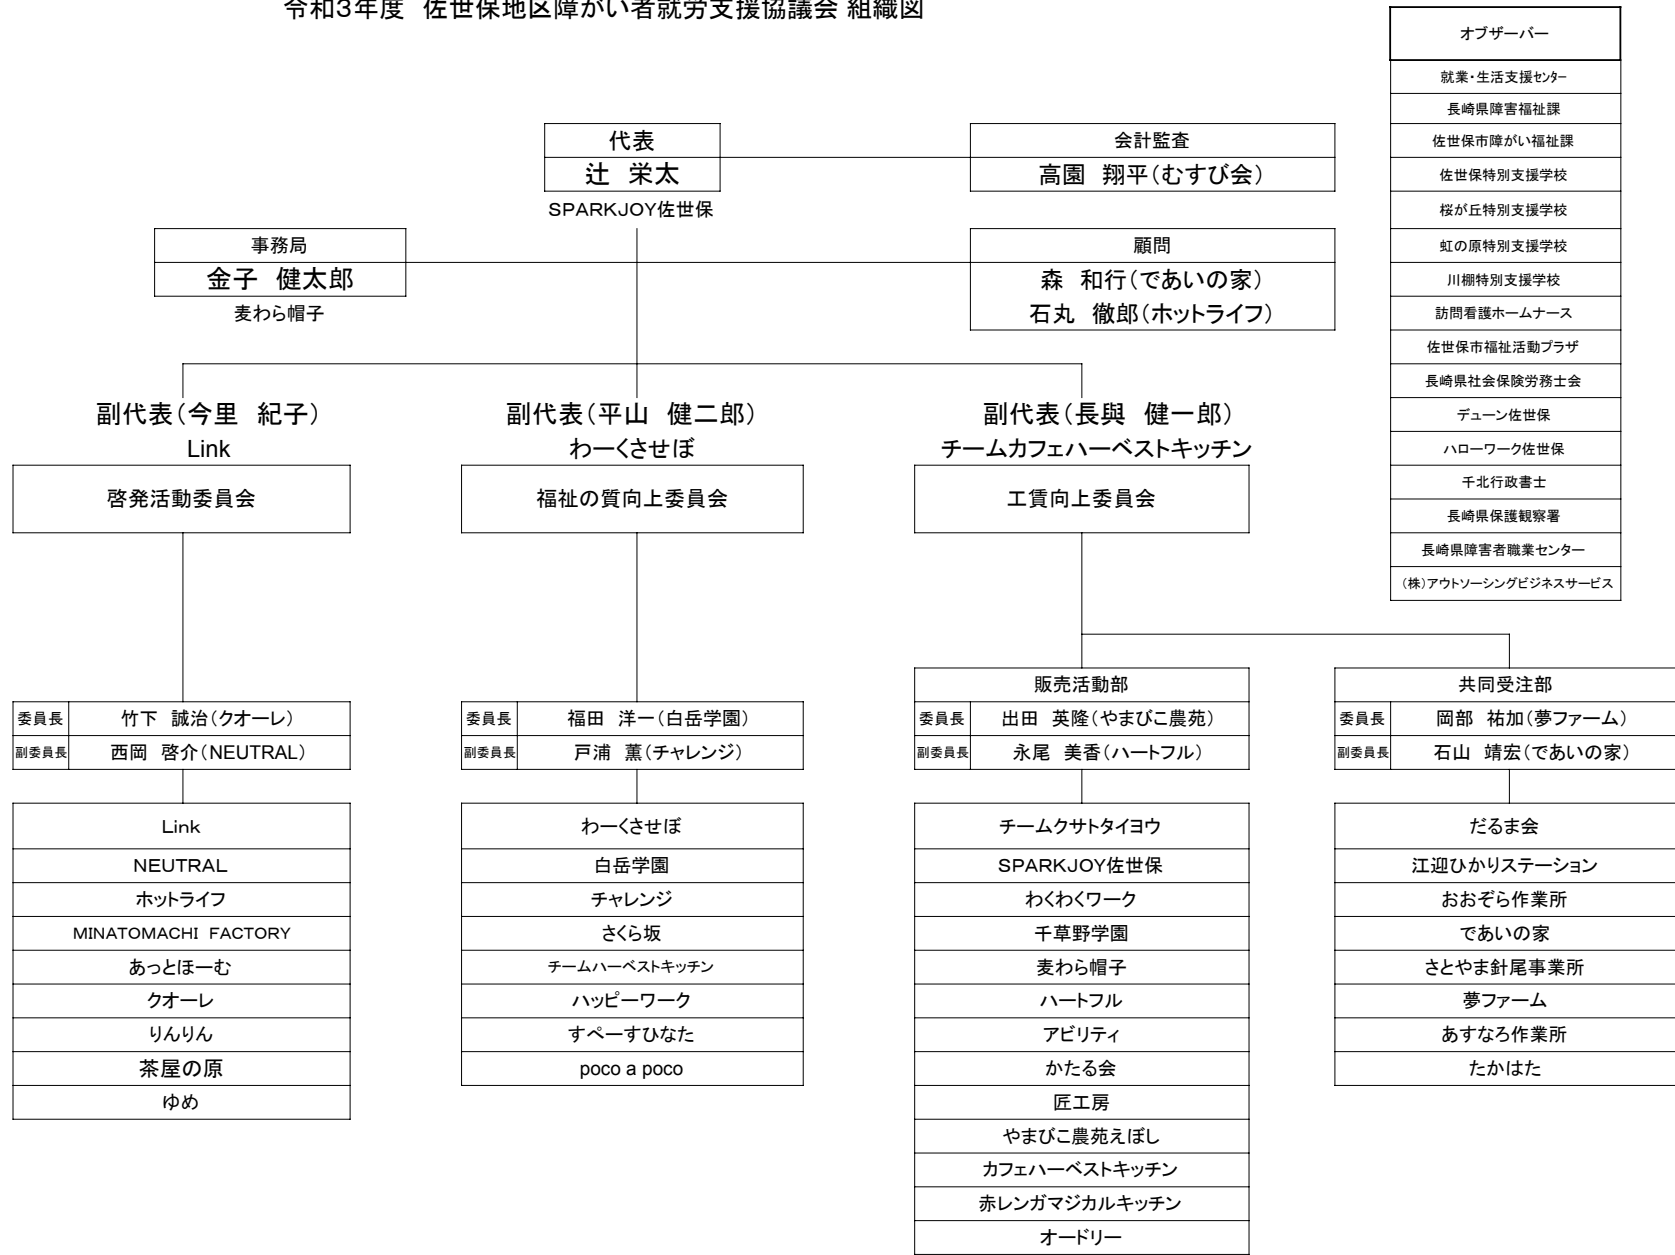 令和3年度 佐世保地区障がい者就労支援協議会 組織図
オブザーバー
就業・生活支援センター
長崎県障害福祉課
佐世保市障がい福祉課
佐世保特別支援学校
桜が丘特別支援学校
虹の原特別支援学校
川棚特別支援学校
訪問看護ホームナース
佐世保市福祉活動プラザ
長崎県社会保険労務士会
デューン佐世保
ハローワーク佐世保
千北行政書士
長崎県保護観察署
長崎県障害者職業センター
(株)アウトソーシングビジネスサービス
代表
辻 栄太
SPARKJOY佐世保
会計監査
高園 翔平(むすび会)
事務局
金子 健太郎
麦わら帽子
顧問
森 和行(であいの家)
石丸 徹郎(ホットライフ)
副代表(今里 紀子)
Link
啓発活動委員会
委員長 竹下 誠治(クオーレ)
副委員長 西岡 啓介(NEUTRAL)
Link
NEUTRAL
ホットライフ
MINATOMACHI FACTORY
あっとほーむ
クオーレ
りんりん
茶屋の原
ゆめ
副代表(平山 健二郎)
わーくさせぼ
福祉の質向上委員会
委員長 福田 洋一(白岳学園)
副委員長 戸浦 薫(チャレンジ)
わーくさせぼ
白岳学園
チャレンジ
さくら坂
チームハーベストキッチン
ハッピーワーク
すぺーすひなた
poco a poco
副代表(長與 健一郎)
チームカフェハーベストキッチン
工賃向上委員会
販売活動部
委員長 出田 英隆(やまびこ農苑)
副委員長 永尾 美香(ハートフル)
チームクサトタイヨウ
SPARKJOY佐世保
わくわくワーク
千草野学園
麦わら帽子
ハートフル
アビリティ
かたる会
匠工房
やまびこ農苑えぼし
カフェハーベストキッチン
赤レンガマジカルキッチン
オードリー
共同受注部
委員長 岡部 祐加(夢ファーム)
副委員長 石山 靖宏(であいの家)
だるま会
江迎ひかりステーション
おおぞら作業所
であいの家
さとやま針尾事業所
夢ファーム
あすなろ作業所
たかはた